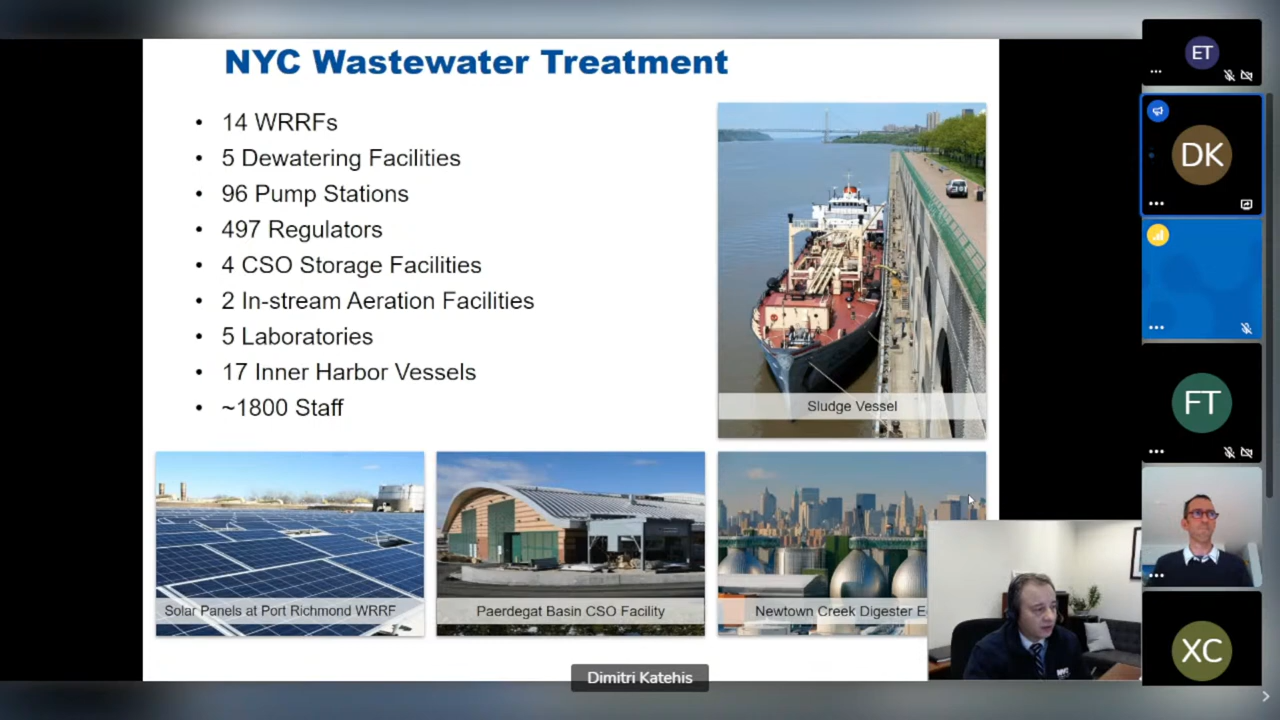 NYC Wastewater Treatment
• 14 WRRFs
• 5 Dewatering Facilities
• 96 Pump Stations
• 497 Regulators
• 4 CSO Storage Facilities
• 2 In-stream Aeration Facilities
• 5 Laboratories
• 17 Inner Harbor Vessels
• ~1800 Staff
Sludge Vessel
Solar Panels at Port Richmond WRRF
Paerdegat Basin CSO Facility
Newtown Creek Digester
Dimitri Katehis
ET
DK
FT
XC
NYC